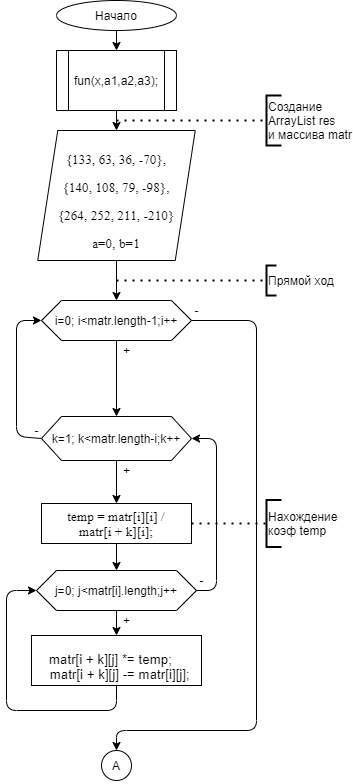 Начало
fun(x,a1,a2,a3);
Создание
ArrayList res
и массива matr
{133, 63, 36, -70},
{140, 108, 79, -98},
{264, 252, 211, -210}
a=0, b=1
Прямой ход
i=0; i<matr.length-1;i++
-
+
-
k=1; k<matr.length-i;k++
+
temp = matr[i][i] /
matr[i + k][i];
Нахождение
коэф temp
j=0; j<matr[i].length;j++
-
+
matr[i + k][j] *= temp;
matr[i + k][j] -= matr[i][j];
A